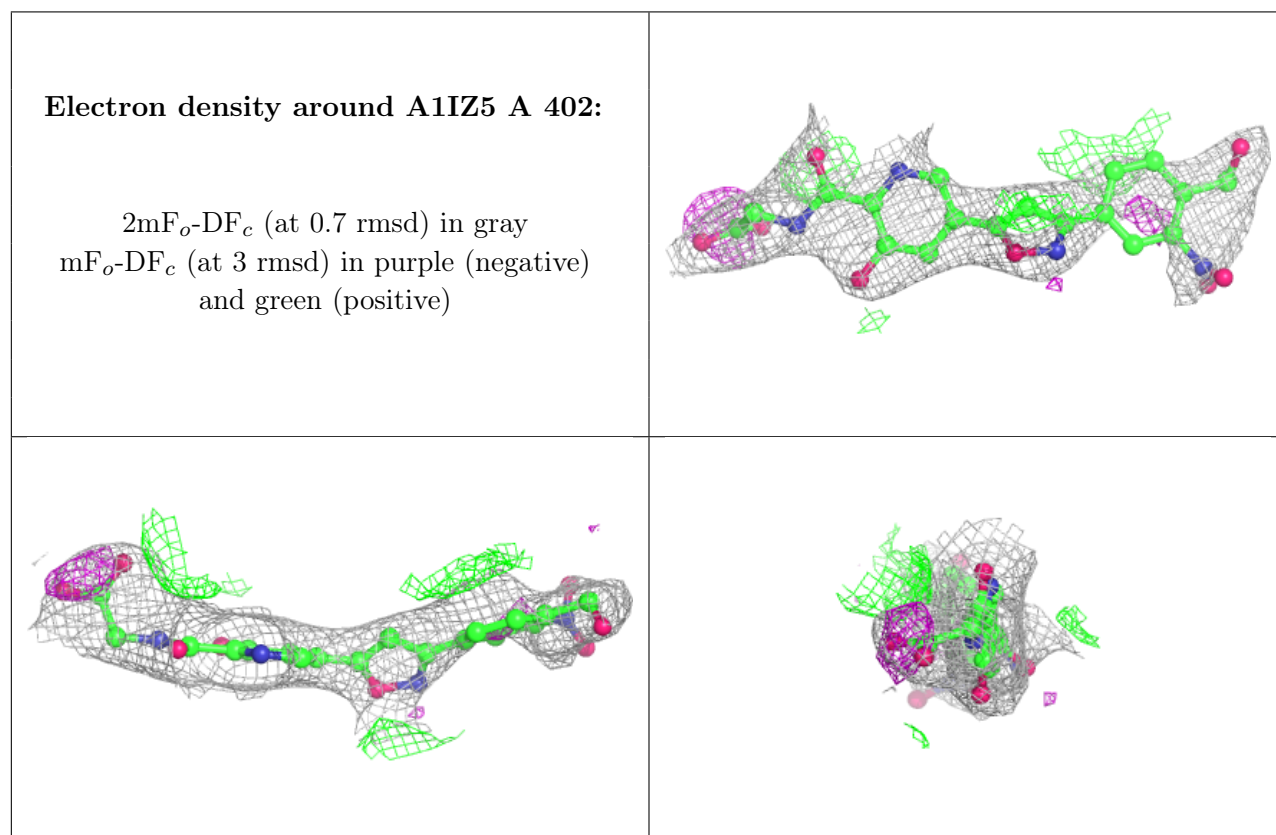 Electron density around A1IZ5 A 402:
2mFo-DFc (at 0.7 rmsd) in gray
mFo-DFc (at 3 rmsd) in purple (negative)
and green (positive)